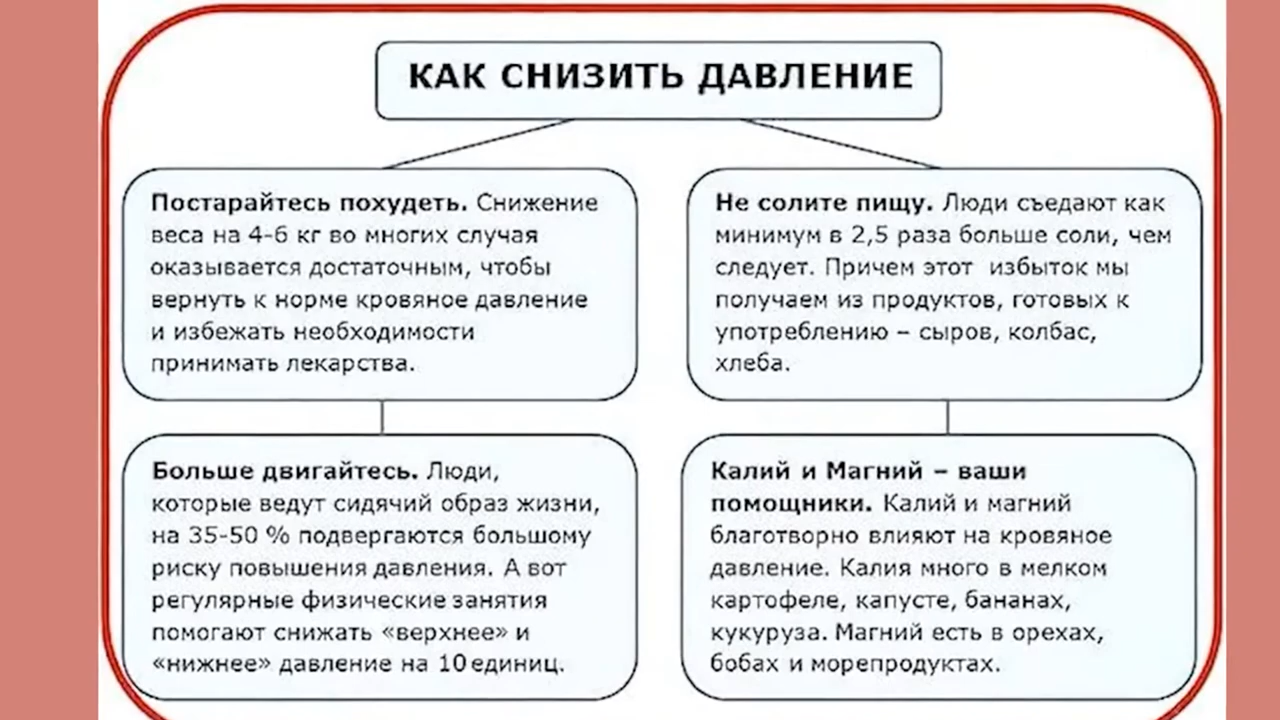 КАК СНИЗИТЬ ДАВЛЕНИЕ
Постарайтесь похудеть. Снижение
веса на 4-6 кг во многих случая
оказывается достаточным, чтобы
вернуть к норме кровяное давление
и избежать необходимости
принимать лекарства.
Не солите пищу. Люди съедают как
минимум в 2,5 раза больше соли, чем
следует. Причем этот избыток мы
получаем из продуктов, готовых к
употреблению – сыров, колбас,
хлеба.
Больше двигайтесь. Люди,
которые ведут сидячий образ жизни,
на 35-50 % подвергаются большому
риску повышения давления. А вот
регулярные физические занятия
помогают снижать «верхнее» и
«нижнее» давление на 10 единиц.
Калий и Магний – ваши
помощники. Калий и магний
благотворно влияют на кровяное
давление. Калия много в мелком
картофеле, капусте, бананах,
кукуруза. Магний есть в орехах,
бобах и морепродуктах.